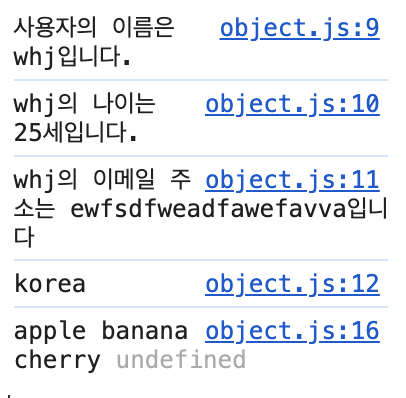 사용자의 이름은 object.js:9
whj입니다.
whj의 나이는 object.js:10
25세입니다.
whj의 이메일 주 object.js:11
소는 ewfsdfweadfawefavva입니
다
korea object.js:12
apple banana object.js:16
cherry undefined